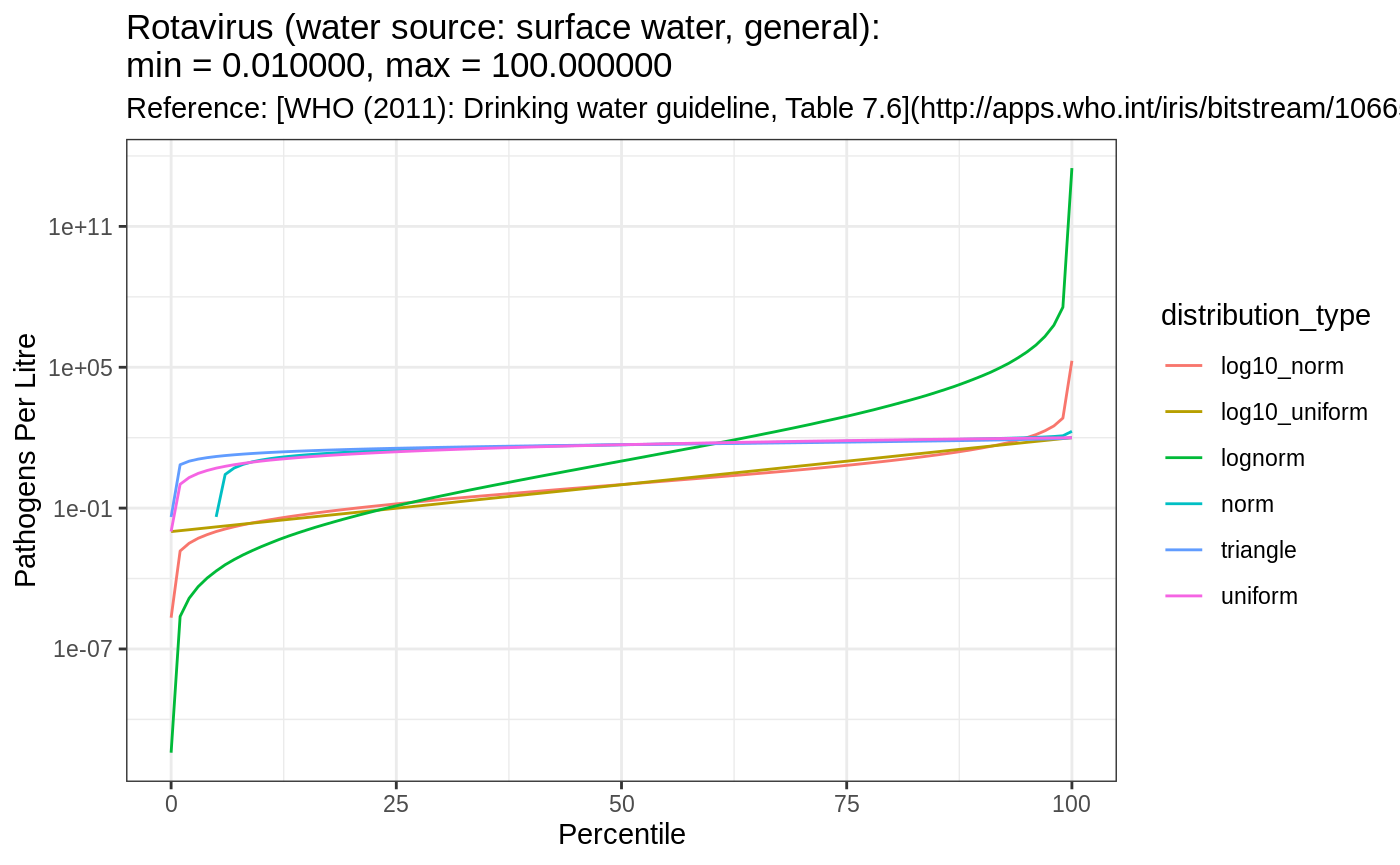 Rotavirus (water source: surface water, general):
min = 0.010000, max = 100.000000
Reference: [WHO (2011): Drinking water guideline, Table 7.6](http://apps.who.int/iris/bitstream/1066
Pathogens Per Litre
1e+11
1e+05
1e-01
1e-07
0 25 50 75 100
Percentile
distribution_type
log10_norm
log10_uniform
lognorm
norm
triangle
uniform